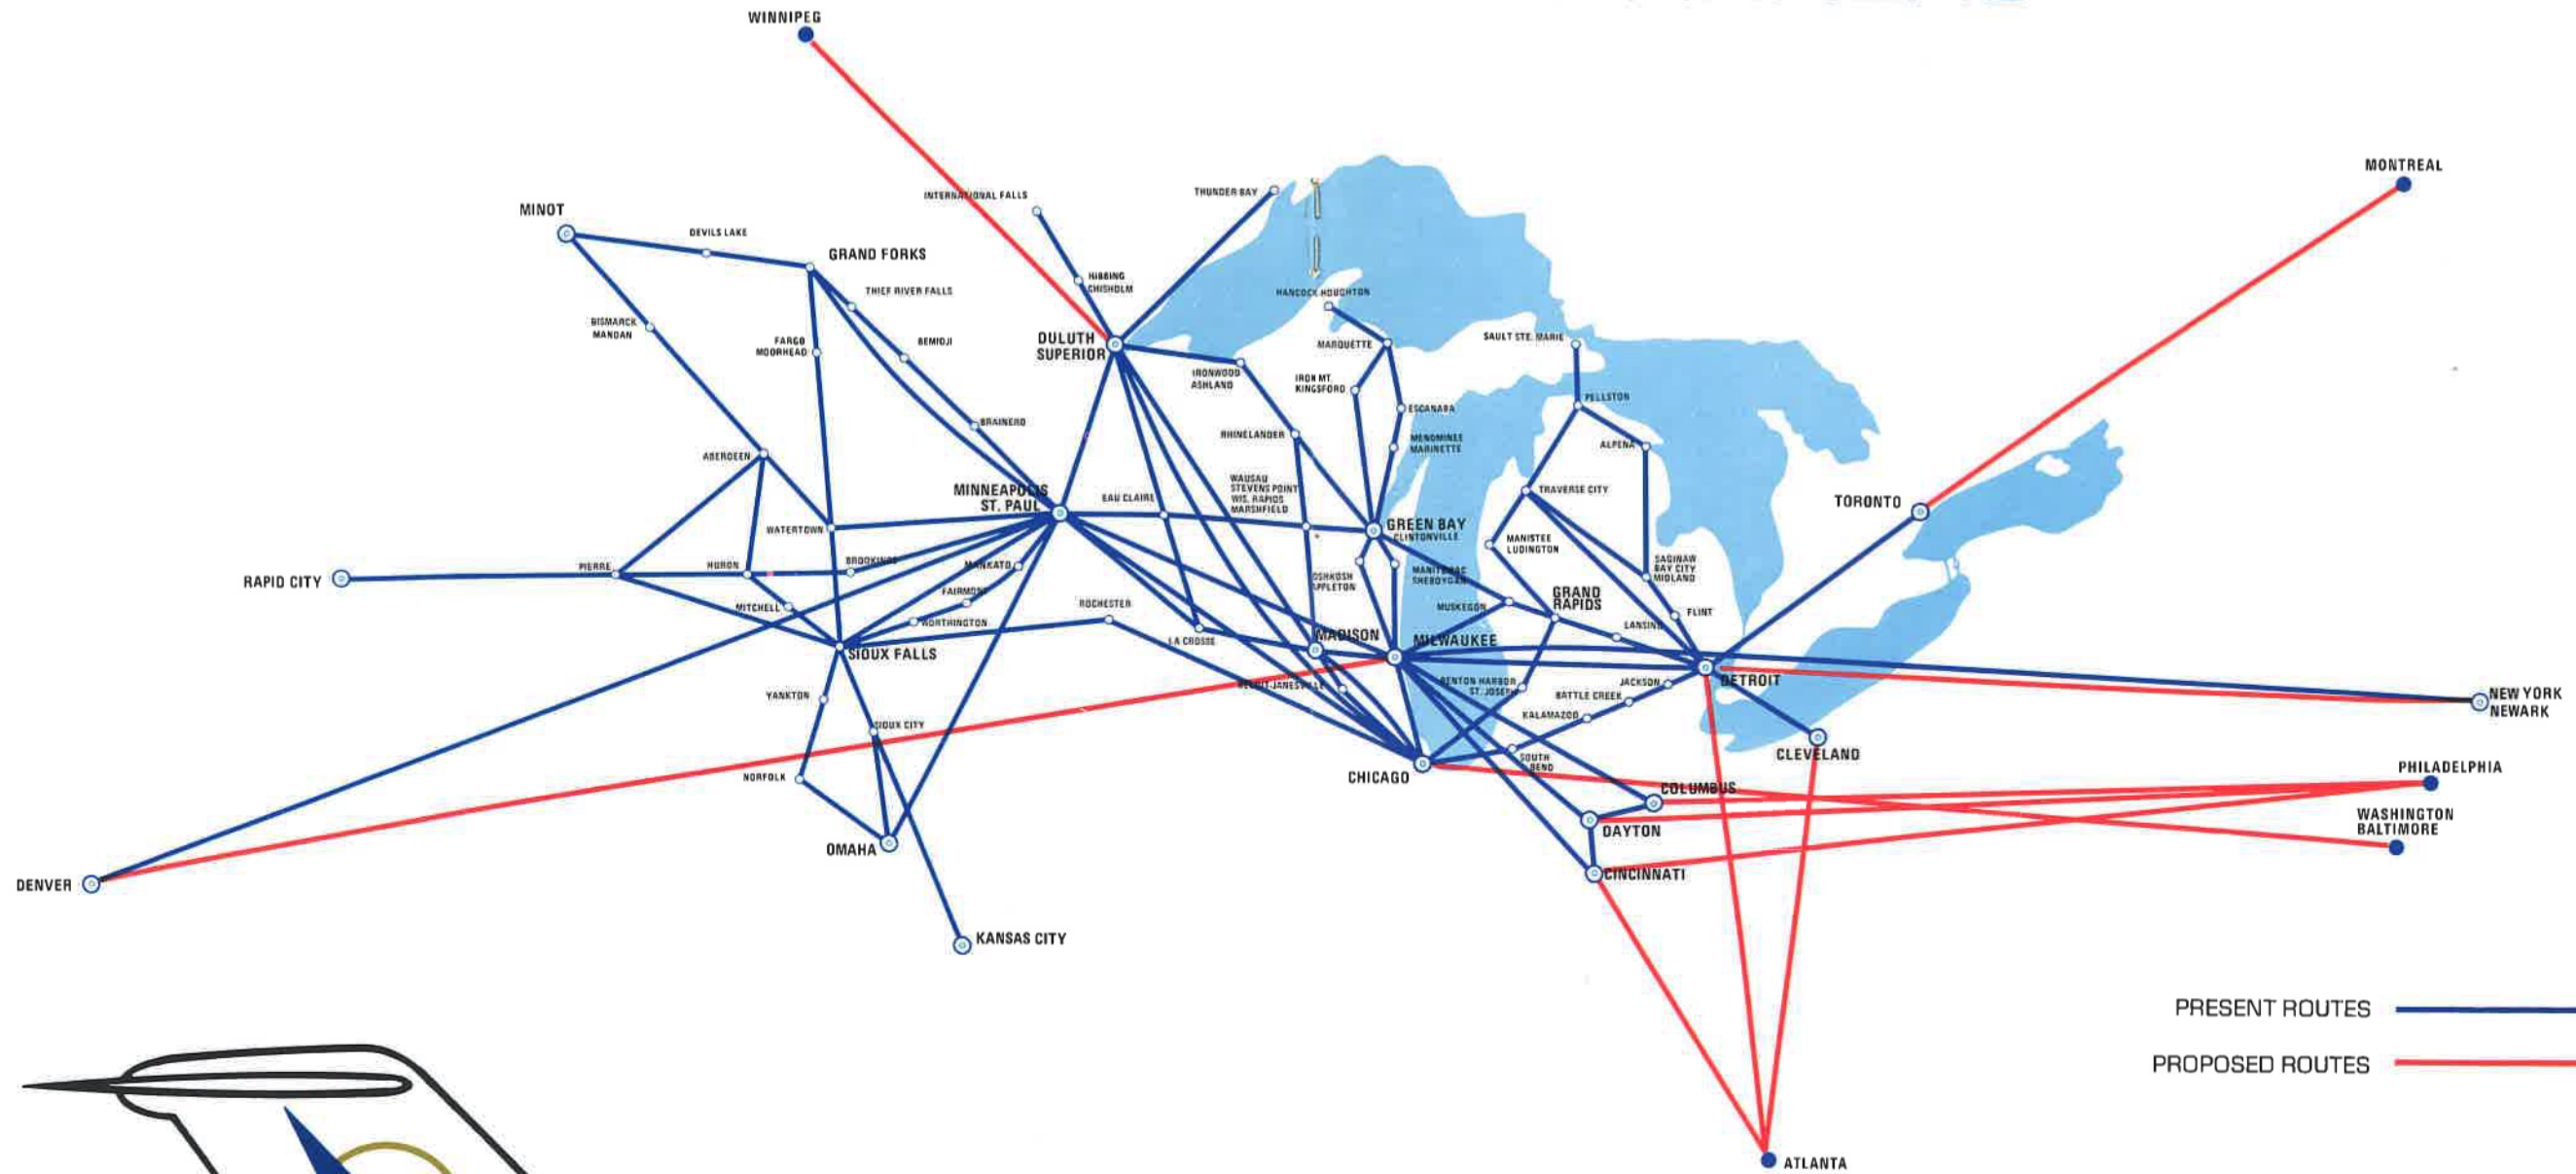 WINNIPEG
MONTREAL
INTERNATIONAL FALLS
THUNDER BAY
MINOT
DEVILS LAKE
GRAND FORKS
HIBBING
CHISHOLM
THIEF RIVER FALLS
HANCOCK HOUGHTON
BISMARCK
MANDAN
FARGO
MOORHEAD
BEMIDJI
DULUTH
SUPERIOR
MARQUETTE
SAULT STE. MARIE
IRONWOOD
ASHLAND
IRON MT.
KINGSFORD
PELLSTON
ESCANABA
BRAINERD
RHINELANDER
MENOMINEE
MARINETTE
ALPENA
ABERDEEN
MINNEAPOLIS
ST. PAUL
EAU CLAIRE
WAUSAU
STEVENS POINT
WIS. RAPIDS
MARSHFIELD
TRAVERSE CITY
TORONTO
WATERTOWN
GREEN BAY
CLINTONVILLE
MANISTEE
LUDINGTON
RAPID CITY
PIERRE
HURON
BROOKINGS
MANKATO
OSHKOSH
APPLETON
MANITOWOC
SHEBOYGAN
SAGINAW
BAY CITY
MIDLAND
MITCHELL
FAIRMONT
ROCHESTER
MUSKEGON
GRAND
RAPIDS
FLINT
WORTHINGTON
LANSING
LA CROSSE
MADISON
MILWAUKEE
SIOUX FALLS
BELOIT-JANESVILLE
BENTON HARBOR
ST. JOSEPH
JACKSON
DETROIT
YANKTON
BATTLE CREEK
KALAMAZOO
NEW YORK
NEWARK
SIOUX CITY
CLEVELAND
SOUTH
BEND
NORFOLK
CHICAGO
PHILADELPHIA
COLUMBUS
WASHINGTON
BALTIMORE
DAYTON
OMAHA
CINCINNATI
DENVER
KANSAS CITY
PRESENT ROUTES
PROPOSED ROUTES
ATLANTA